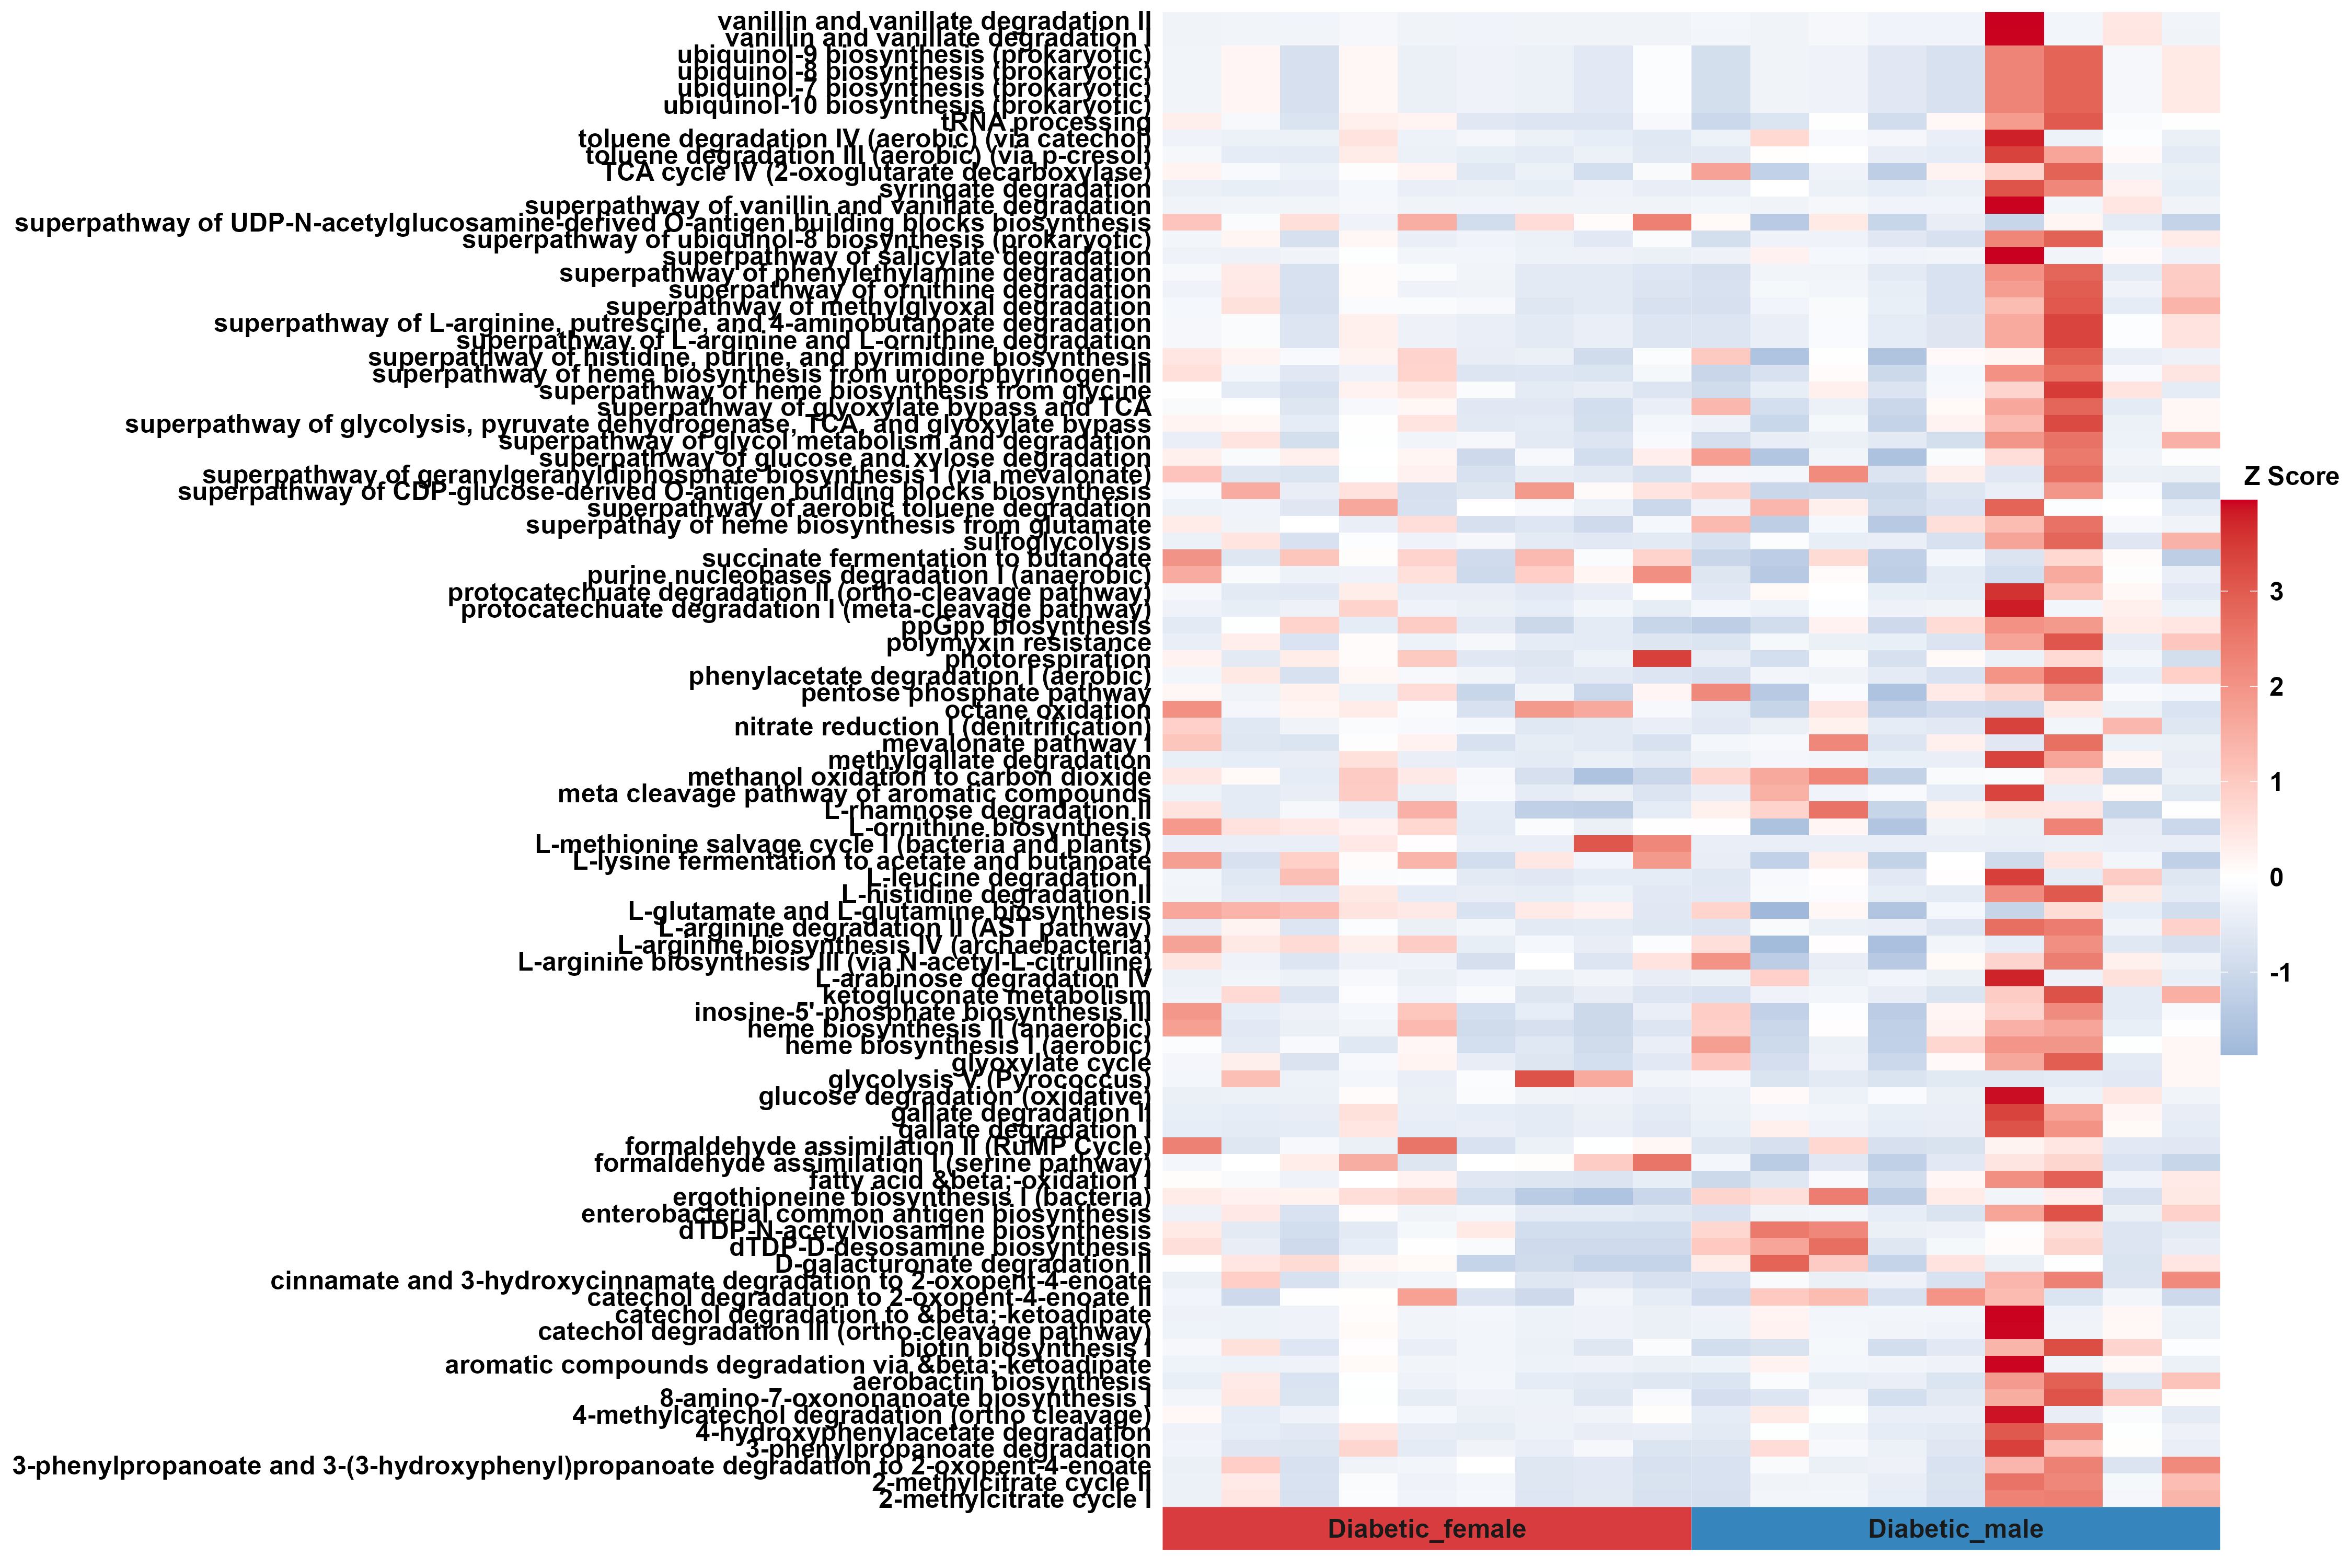 vanillin and vanillate degradation II
vanillin and vanillate degradation I
ubiquinol-9 biosynthesis (prokaryotic)
ubiquinol-8 biosynthesis (prokaryotic)
ubiquinol-7 biosynthesis (prokaryotic)
ubiquinol-10 biosynthesis (prokaryotic)
tRNA processing
toluene degradation IV (aerobic) (via catechol)
toluene degradation III (aerobic) (via p-cresol)
TCA cycle IV (2-oxoglutarate decarboxylase)
syringate degradation
superpathway of vanillin and vanillate degradation
superpathway of UDP-N-acetylglucosamine-derived O-antigen building blocks biosynthesis
superpathway of ubiquinol-8 biosynthesis (prokaryotic)
superpathway of salicylate degradation
superpathway of phenylethylamine degradation
superpathway of ornithine degradation
superpathway of methylglyoxal degradation
superpathway of L-arginine, putrescine, and 4-aminobutanoate degradation
superpathway of L-arginine and L-ornithine degradation
superpathway of histidine, purine, and pyrimidine biosynthesis
superpathway of heme biosynthesis from uroporphyrinogen-III
superpathway of heme biosynthesis from glycine
superpathway of glyoxylate bypass and TCA
superpathway of glycolysis, pyruvate dehydrogenase, TCA, and glyoxylate bypass
superpathway of glycol metabolism and degradation
superpathway of glucose and xylose degradation
superpathway of geranylgeranyldiphosphate biosynthesis I (via mevalonate)
superpathway of CDP-glucose-derived O-antigen building blocks biosynthesis
superpathway of aerobic toluene degradation
superpathay of heme biosynthesis from glutamate
sulfoglycolysis
succinate fermentation to butanoate
purine nucleobases degradation I (anaerobic)
protocatechuate degradation II (ortho-cleavage pathway)
protocatechuate degradation I (meta-cleavage pathway)
ppGpp biosynthesis
polymyxin resistance
photorespiration
phenylacetate degradation I (aerobic)
pentose phosphate pathway
octane oxidation
nitrate reduction I (denitrification)
mevalonate pathway I
methylgallate degradation
methanol oxidation to carbon dioxide
meta cleavage pathway of aromatic compounds
L-rhamnose degradation II
L-ornithine biosynthesis
L-methionine salvage cycle I (bacteria and plants)
L-lysine fermentation to acetate and butanoate
L-leucine degradation I
L-histidine degradation II
L-glutamate and L-glutamine biosynthesis
L-arginine degradation II (AST pathway)
L-arginine biosynthesis IV (archaebacteria)
L-arginine biosynthesis III (via N-acetyl-L-citrulline)
L-arabinose degradation IV
ketogluconate metabolism
inosine-5'-phosphate biosynthesis III
heme biosynthesis II (anaerobic)
heme biosynthesis I (aerobic)
glyoxylate cycle
glycolysis V (Pyrococcus)
glucose degradation (oxidative)
gallate degradation II
gallate degradation I
formaldehyde assimilation II (RuMP Cycle)
formaldehyde assimilation I (serine pathway)
fatty acid &beta;-oxidation I
ergothioneine biosynthesis I (bacteria)
enterobacterial common antigen biosynthesis
dTDP-N-acetylviosamine biosynthesis
dTDP-D-desosamine biosynthesis
D-galacturonate degradation II
cinnamate and 3-hydroxycinnamate degradation to 2-oxopent-4-enoate
catechol degradation to 2-oxopent-4-enoate II
catechol degradation to &beta;-ketoadipate
catechol degradation III (ortho-cleavage pathway)
biotin biosynthesis I
aromatic compounds degradation via &beta;-ketoadipate
aerobactin biosynthesis
8-amino-7-oxononanoate biosynthesis I
4-methylcatechol degradation (ortho cleavage)
4-hydroxyphenylacetate degradation
3-phenylpropanoate degradation
3-phenylpropanoate and 3-(3-hydroxyphenyl)propanoate degradation to 2-oxopent-4-enoate
2-methylcitrate cycle II
2-methylcitrate cycle I
Diabetic_female
Diabetic_male
Z Score
3
2
1
0
-1